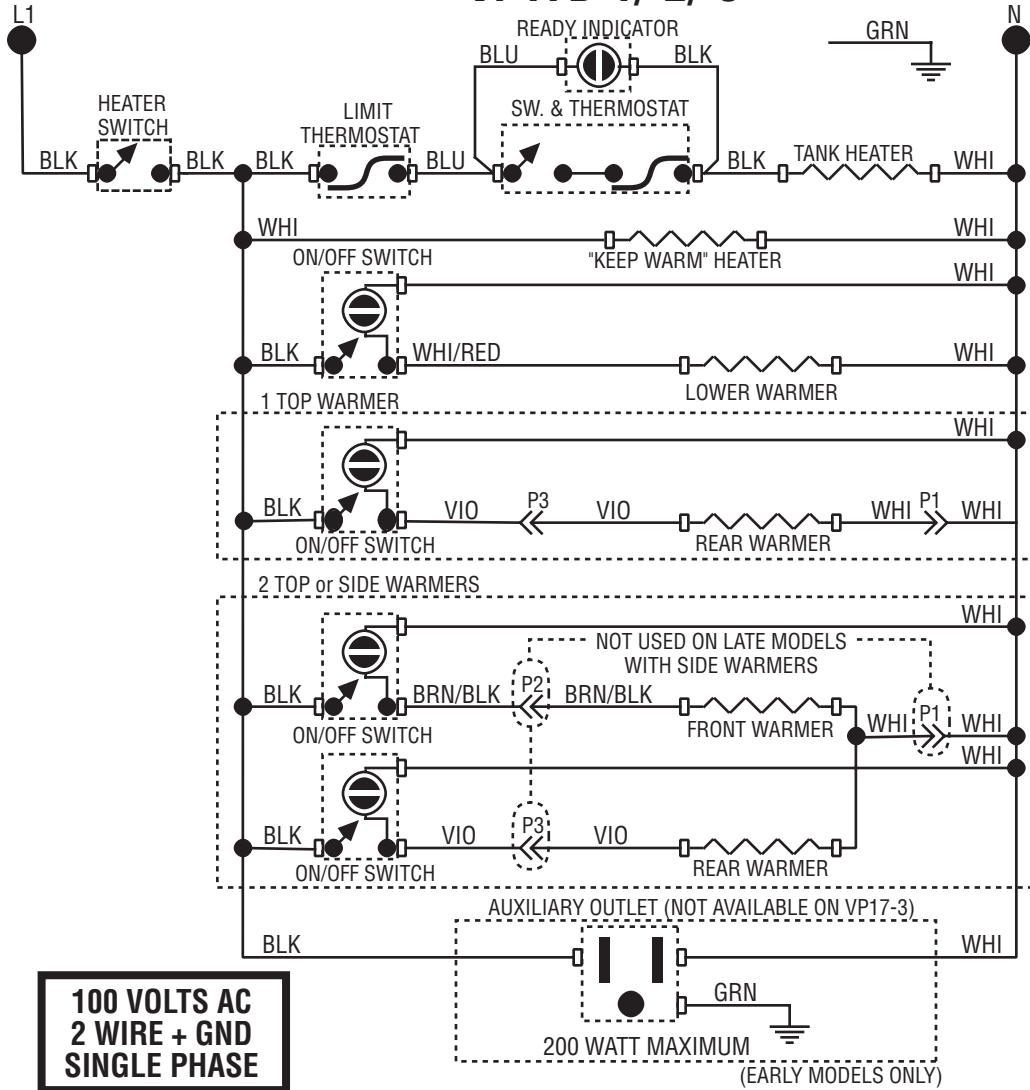 L1
N
READY INDICATOR
GRN
BLU
BLK
HEATER
SWITCH
LIMIT
THERMOSTAT
SW. & THERMOSTAT
BLK
BLK
BLK
BLU
BLK
TANK HEATER
WHI
WHI
"KEEP WARM" HEATER
WHI
ON/OFF SWITCH
WHI
BLK
WHI/RED
LOWER WARMER
WHI
1 TOP WARMER
WHI
BLK
VIO
P3
VIO
REAR WARMER
WHI
P1
WHI
ON/OFF SWITCH
2 TOP or SIDE WARMERS
WHI
NOT USED ON LATE MODELS
WITH SIDE WARMERS
BLK
BRN/BLK
P2
BRN/BLK
FRONT WARMER
WHI
P1
WHI
ON/OFF SWITCH
WHI
BLK
VIO
P3
VIO
REAR WARMER
ON/OFF SWITCH
AUXILIARY OUTLET (NOT AVAILABLE ON VP17-3)
BLK
WHI
GRN
200 WATT MAXIMUM
(EARLY MODELS ONLY)
100 VOLTS AC
2 WIRE + GND
SINGLE PHASE